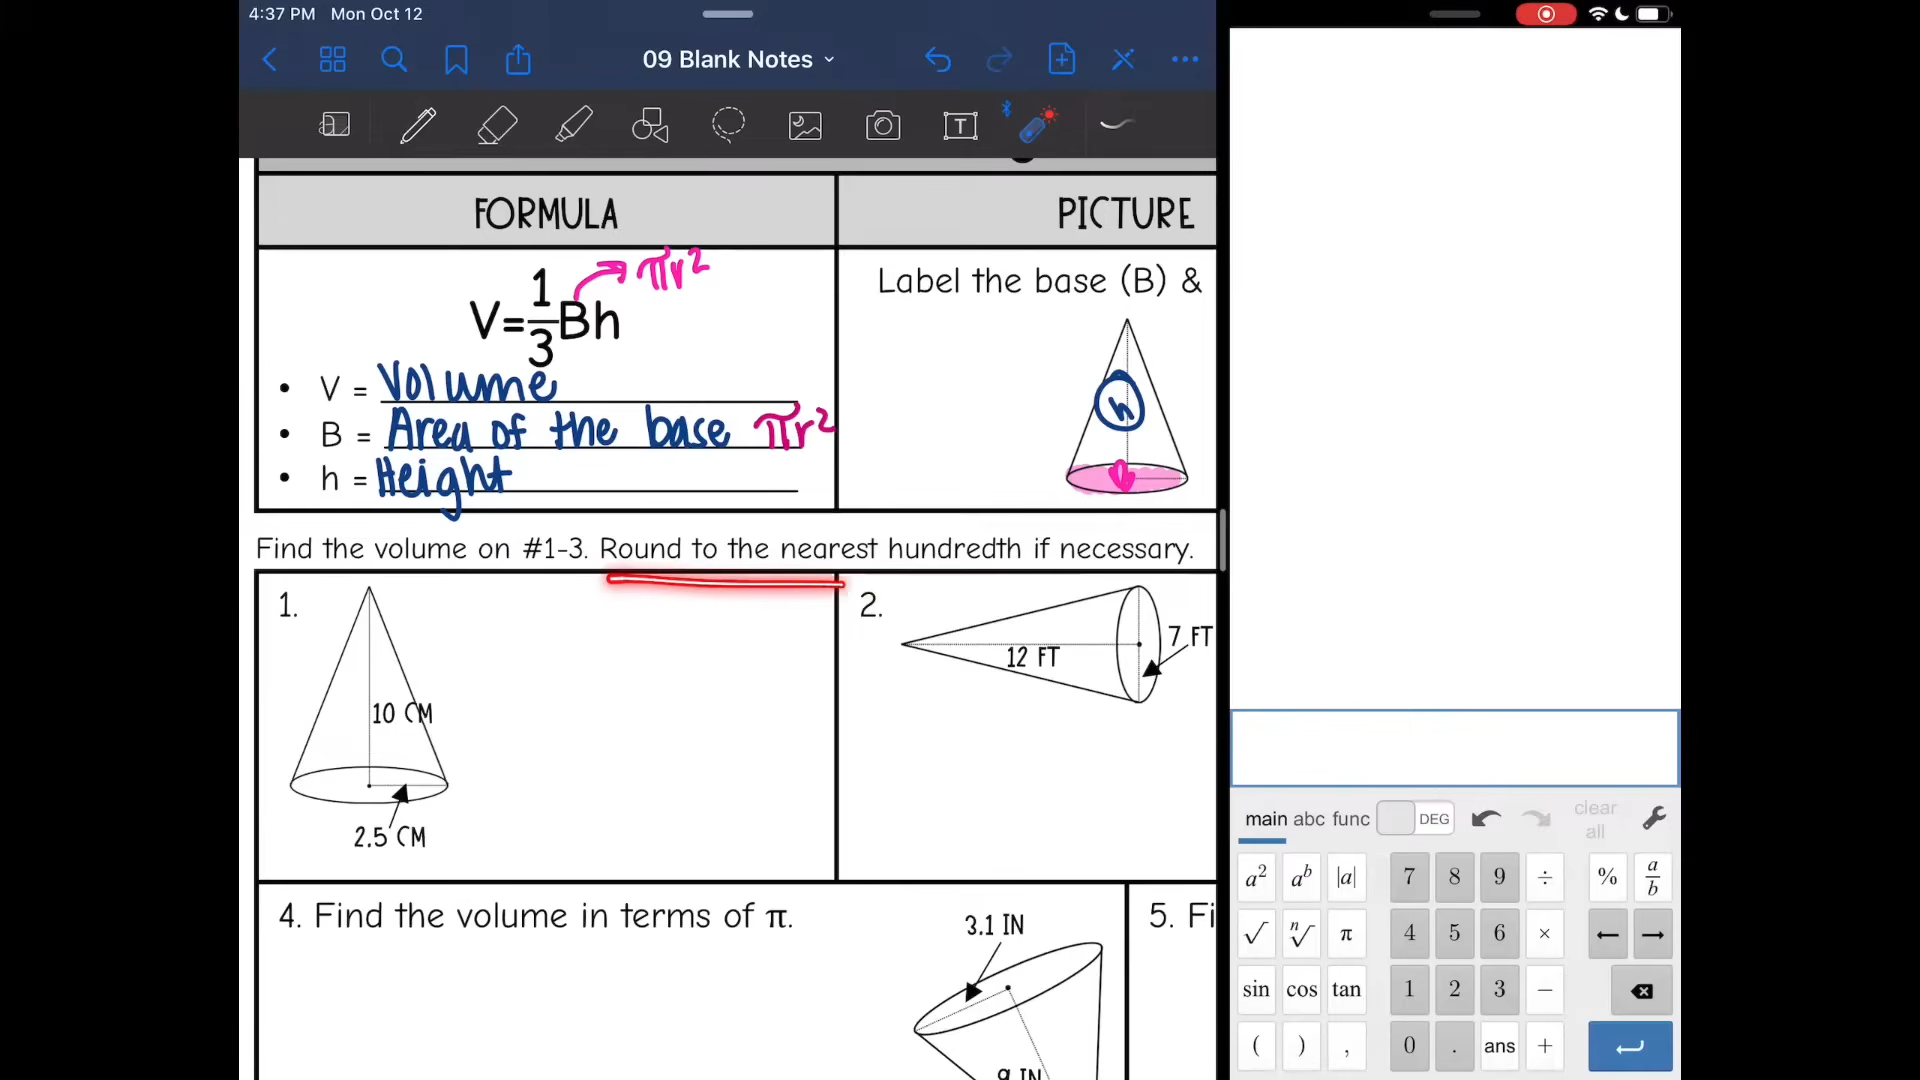 4:37 PM Mon Oct 12
09 Blank Notes
FORMULA
PICTURE
πr²
V=1/3Bh
• V = Volume
• B = Area of the base πr²
• h = Height
Label the base (B) &
h
b
Find the volume on #1-3. Round to the nearest hundredth if necessary.
1.
10 CM
2.5 CM
2.
12 FT
7 FT
4. Find the volume in terms of π.
3.1 IN
9 IN
5. Fi
main abc func DEG clear all
a² aᵇ |a| 7 8 9 ÷ % a/b
√ ⁿ√ π 4 5 6 × ← →
sin cos tan 1 2 3 −
( ) , 0 . ans +